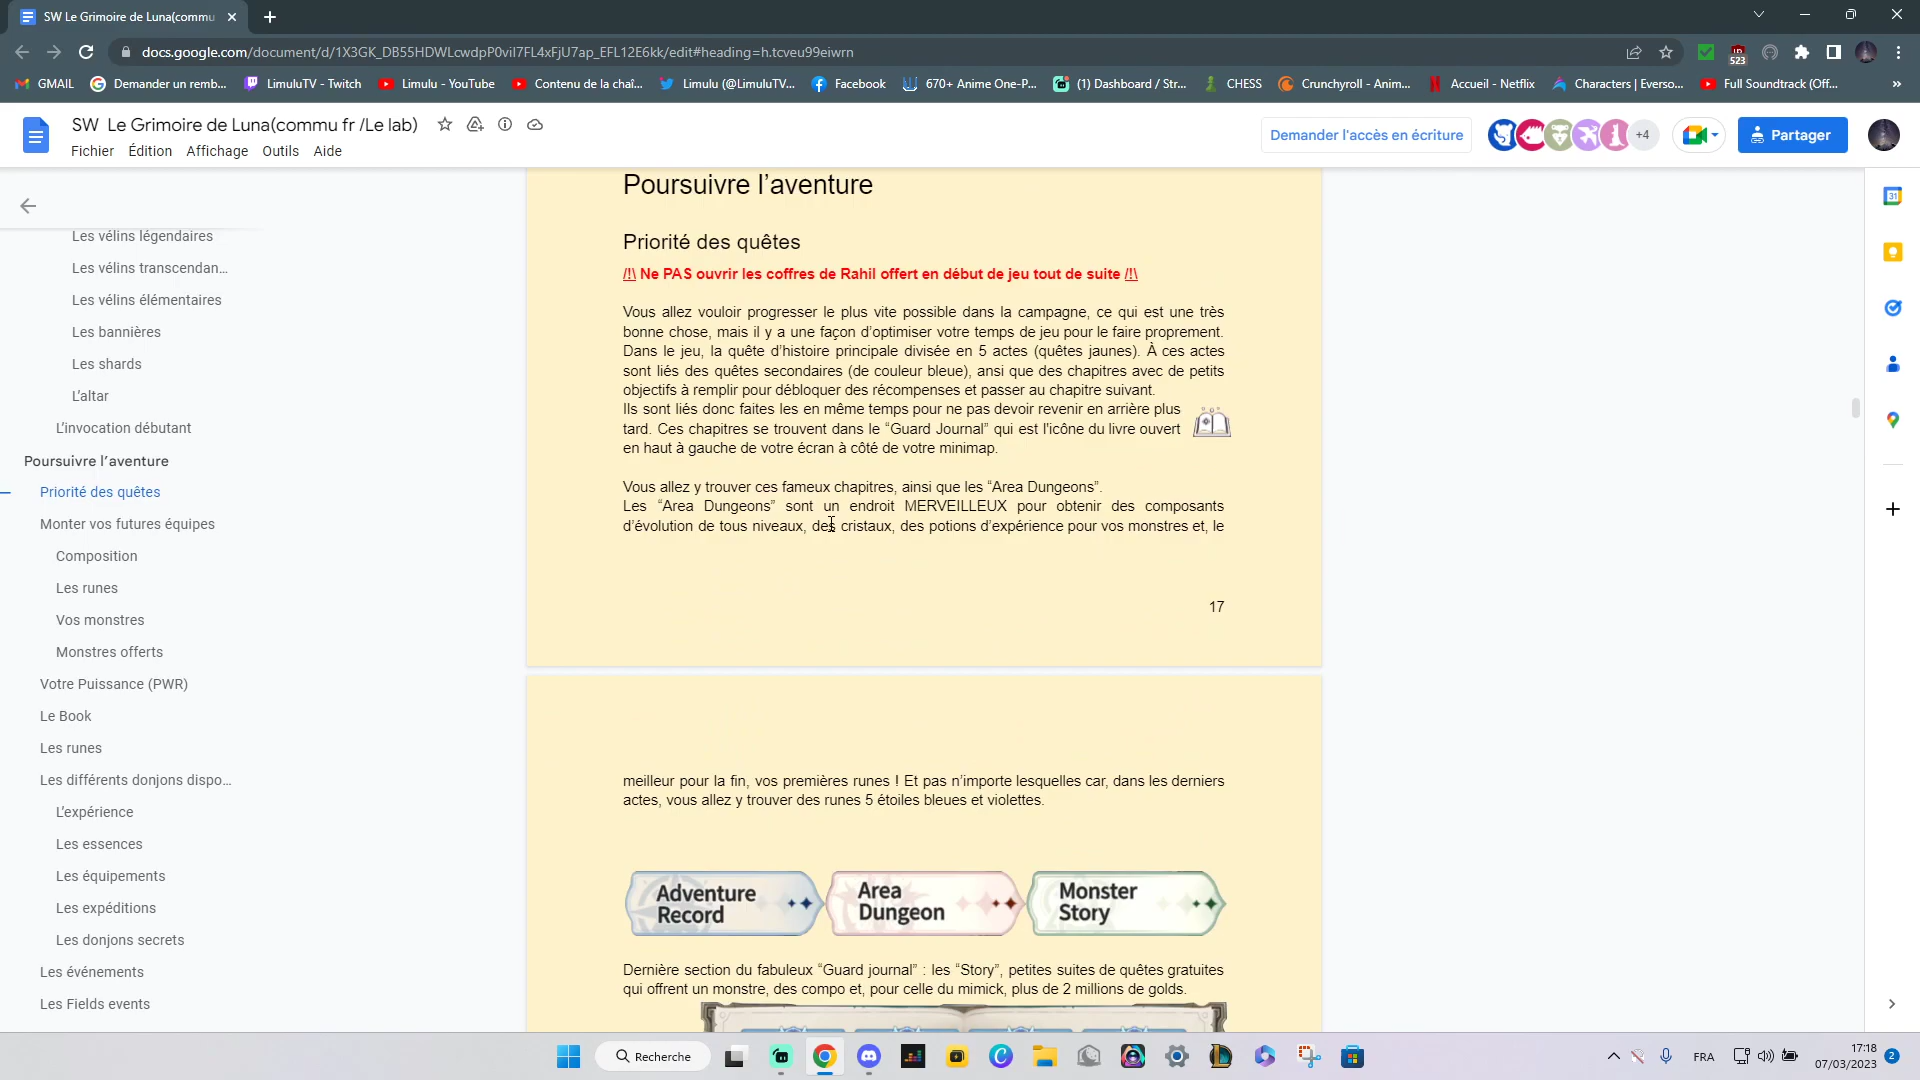 SW Le Grimoire de Luna(commu
docs.google.com/document/d/1X3GK_DB55HDWLcwdpP0viI7FL4xFjU7ap_EFL12E6kk/edit#heading=h.tcveu99eiwrn
523
GMAIL
Demander un remb...
LimuluTV - Twitch
Limulu - YouTube
Contenu de la chaî...
Limulu (@LimuluTV...
Facebook
670+ Anime One-P...
(1) Dashboard / Str...
CHESS
Crunchyroll - Anim...
Accueil - Netflix
Characters | Everso...
Full Soundtrack (Off...
»
SW Le Grimoire de Luna(commu fr /Le lab)
Fichier Édition Affichage Outils Aide
Demander l'accès en écriture
+4
Partager
31
Les vélins légendaires
Les vélins transcendan...
Les vélins élémentaires
Les bannières
Les shards
L'altar
L'invocation débutant
Poursuivre l'aventure
Priorité des quêtes
Monter vos futures équipes
Composition
Les runes
Vos monstres
Monstres offerts
Votre Puissance (PWR)
Le Book
Les runes
Les différents donjons dispo...
L'expérience
Les essences
Les équipements
Les expéditions
Les donjons secrets
Les événements
Les Fields events
Poursuivre l'aventure
Priorité des quêtes
/!\ Ne PAS ouvrir les coffres de Rahil offert en début de jeu tout de suite /!\
Vous allez vouloir progresser le plus vite possible dans la campagne, ce qui est une très
bonne chose, mais il y a une façon d'optimiser votre temps de jeu pour le faire proprement.
Dans le jeu, la quête d'histoire principale divisée en 5 actes (quêtes jaunes). À ces actes
sont liés des quêtes secondaires (de couleur bleue), ansi que des chapitres avec de petits
objectifs à remplir pour débloquer des récompenses et passer au chapitre suivant.
Ils sont liés donc faites les en même temps pour ne pas devoir revenir en arrière plus
tard. Ces chapitres se trouvent dans le “Guard Journal” qui est l'icône du livre ouvert
en haut à gauche de votre écran à côté de votre minimap.
Vous allez y trouver ces fameux chapitres, ainsi que les “Area Dungeons”.
Les “Area Dungeons” sont un endroit MERVEILLEUX pour obtenir des composants
d'évolution de tous niveaux, des cristaux, des potions d'expérience pour vos monstres et, le
17
meilleur pour la fin, vos premières runes ! Et pas n'importe lesquelles car, dans les derniers
actes, vous allez y trouver des runes 5 étoiles bleues et violettes.
Adventure
Record
Area
Dungeon
Monster
Story
Dernière section du fabuleux “Guard journal” : les “Story”, petites suites de quêtes gratuites
qui offrent un monstre, des compo et, pour celle du mimick, plus de 2 millions de golds.
Recherche
FRA
17:18
07/03/2023
2